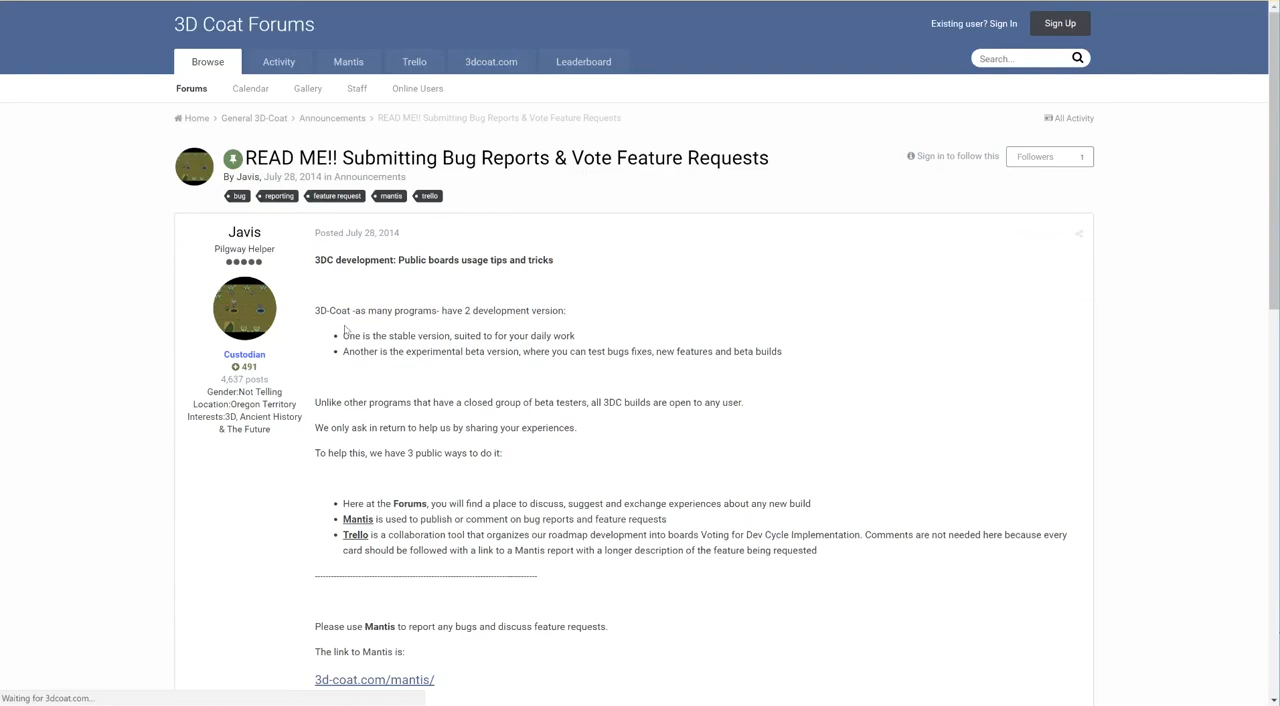 3D Coat Forums
Existing user? Sign In
Sign Up
Browse
Activity
Mantis
Trello
3dcoat.com
Leaderboard
Search...
Forums
Calendar
Gallery
Staff
Online Users
Home > General 3D-Coat > Announcements > READ ME!! Submitting Bug Reports & Vote Feature Requests
All Activity
READ ME!! Submitting Bug Reports & Vote Feature Requests
Sign in to follow this
Followers 1
By Javis, July 28, 2014 in Announcements
bug
reporting
feature request
mantis
trello
Javis
Pilgway Helper
Custodian
491
4,637 posts
Gender:Not Telling
Location:Oregon Territory
Interests:3D, Ancient History
& The Future
Posted July 28, 2014
3DC development: Public boards usage tips and tricks
3D-Coat -as many programs- have 2 development version:
• One is the stable version, suited to for your daily work
• Another is the experimental beta version, where you can test bugs fixes, new features and beta builds
Unlike other programs that have a closed group of beta testers, all 3DC builds are open to any user.
We only ask in return to help us by sharing your experiences.
To help this, we have 3 public ways to do it:
• Here at the Forums, you will find a place to discuss, suggest and exchange experiences about any new build
• Mantis is used to publish or comment on bug reports and feature requests
• Trello is a collaboration tool that organizes our roadmap development into boards Voting for Dev Cycle Implementation. Comments are not needed here because every
card should be followed with a link to a Mantis report with a longer description of the feature being requested
--------------------------------------------------------------------------------
Please use Mantis to report any bugs and discuss feature requests.
The link to Mantis is:
3d-coat.com/mantis/
Waiting for 3dcoat.com...